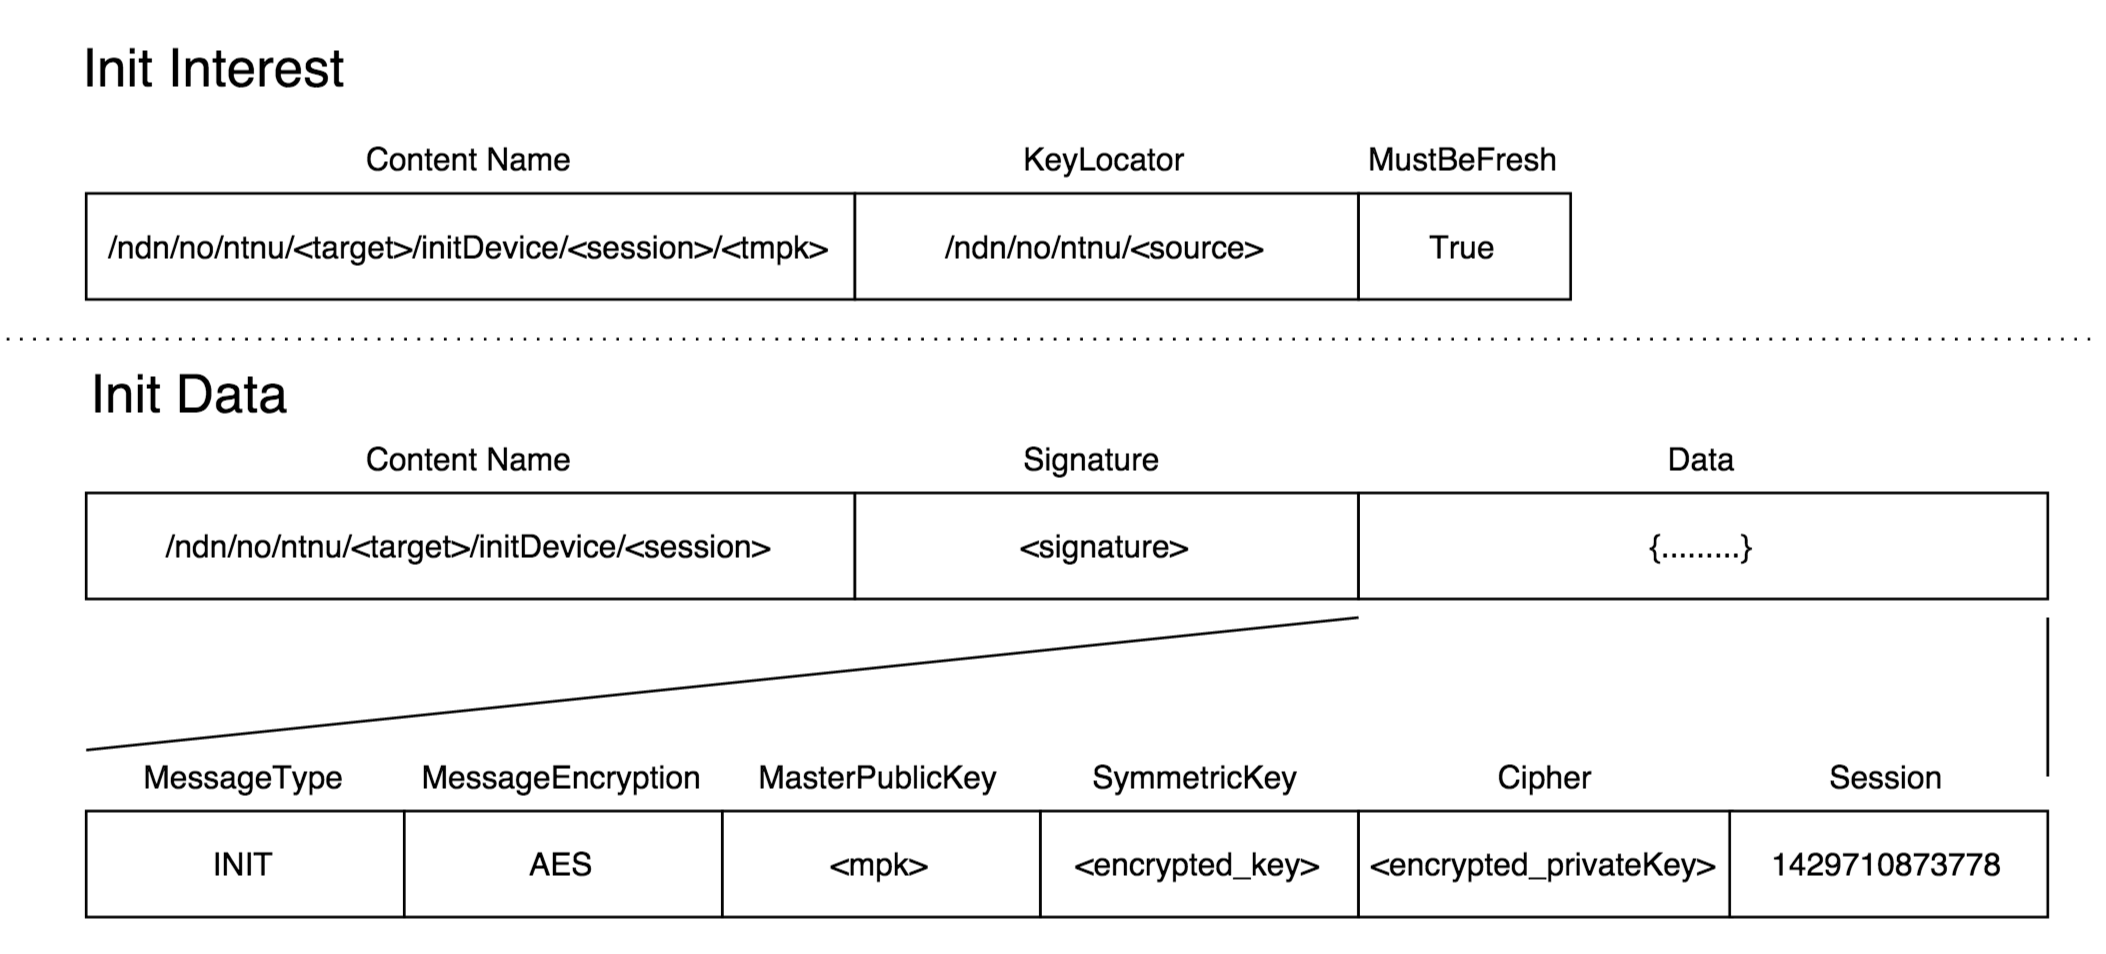 Init Interest
Content Name KeyLocator MustBeFresh
/ndn/no/ntnu/<target>/initDevice/<session>/<tmpk> /ndn/no/ntnu/<source> True
Init Data
Content Name Signature Data
/ndn/no/ntnu/<target>/initDevice/<session> <signature> {.........}
MessageType MessageEncryption MasterPublicKey SymmetricKey Cipher Session
INIT AES <mpk> <encrypted_key> <encrypted_privateKey> 1429710873778